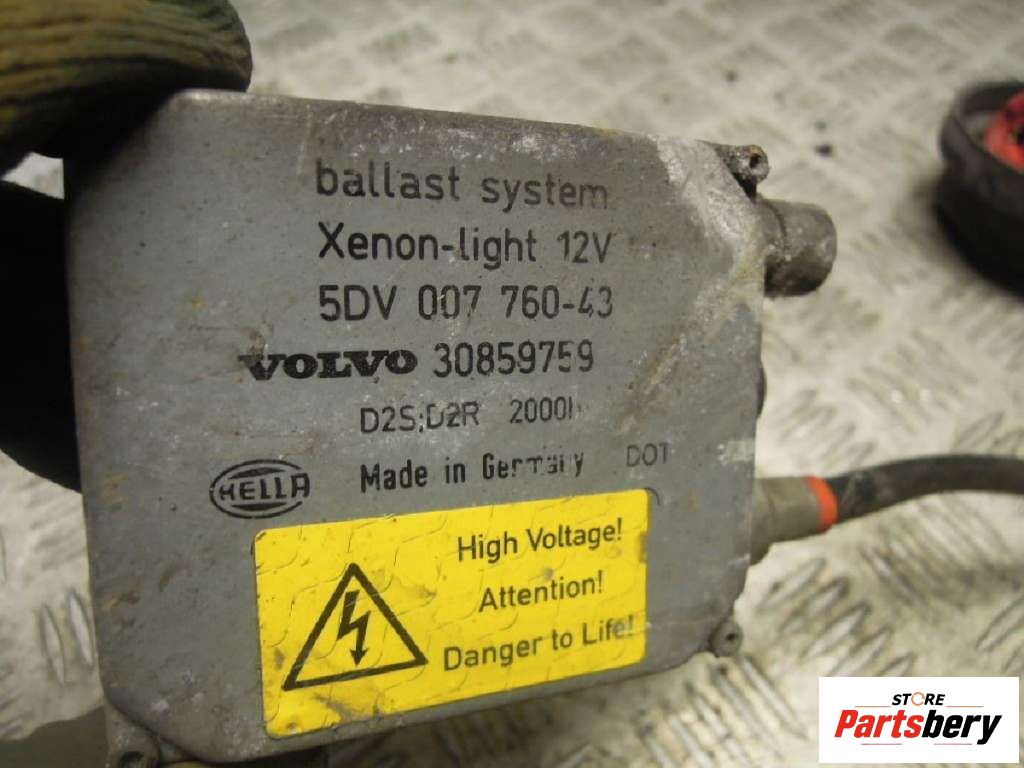 ballast system
Xenon-light 12V
5DV 007 760-43
VOLVO 30859759
D2S;D2R 2000h
Made in Germany DOT
HELLA
High Voltage!
Attention!
Danger to Life!
STORE
Partsbery